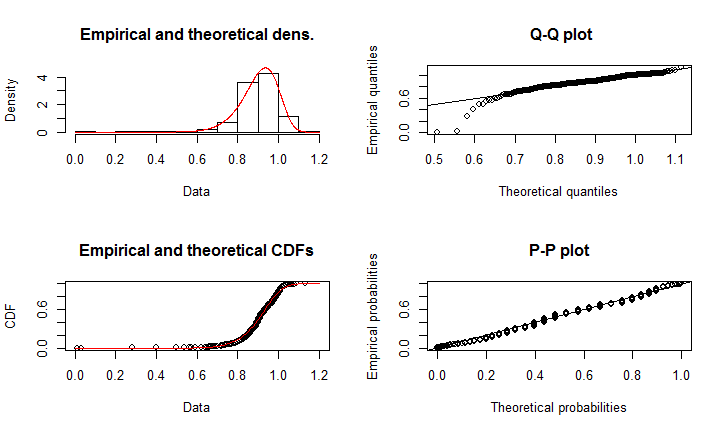 Empirical and theoretical dens.
Density
0 2 4
0.0 0.2 0.4 0.6 0.8 1.0 1.2
Data
Q-Q plot
Empirical quantiles
0.0 0.6
0.5 0.6 0.7 0.8 0.9 1.0 1.1
Theoretical quantiles
Empirical and theoretical CDFs
CDF
0.0 0.6
0.0 0.2 0.4 0.6 0.8 1.0 1.2
Data
P-P plot
Empirical probabilities
0.0 0.6
0.0 0.2 0.4 0.6 0.8 1.0
Theoretical probabilities